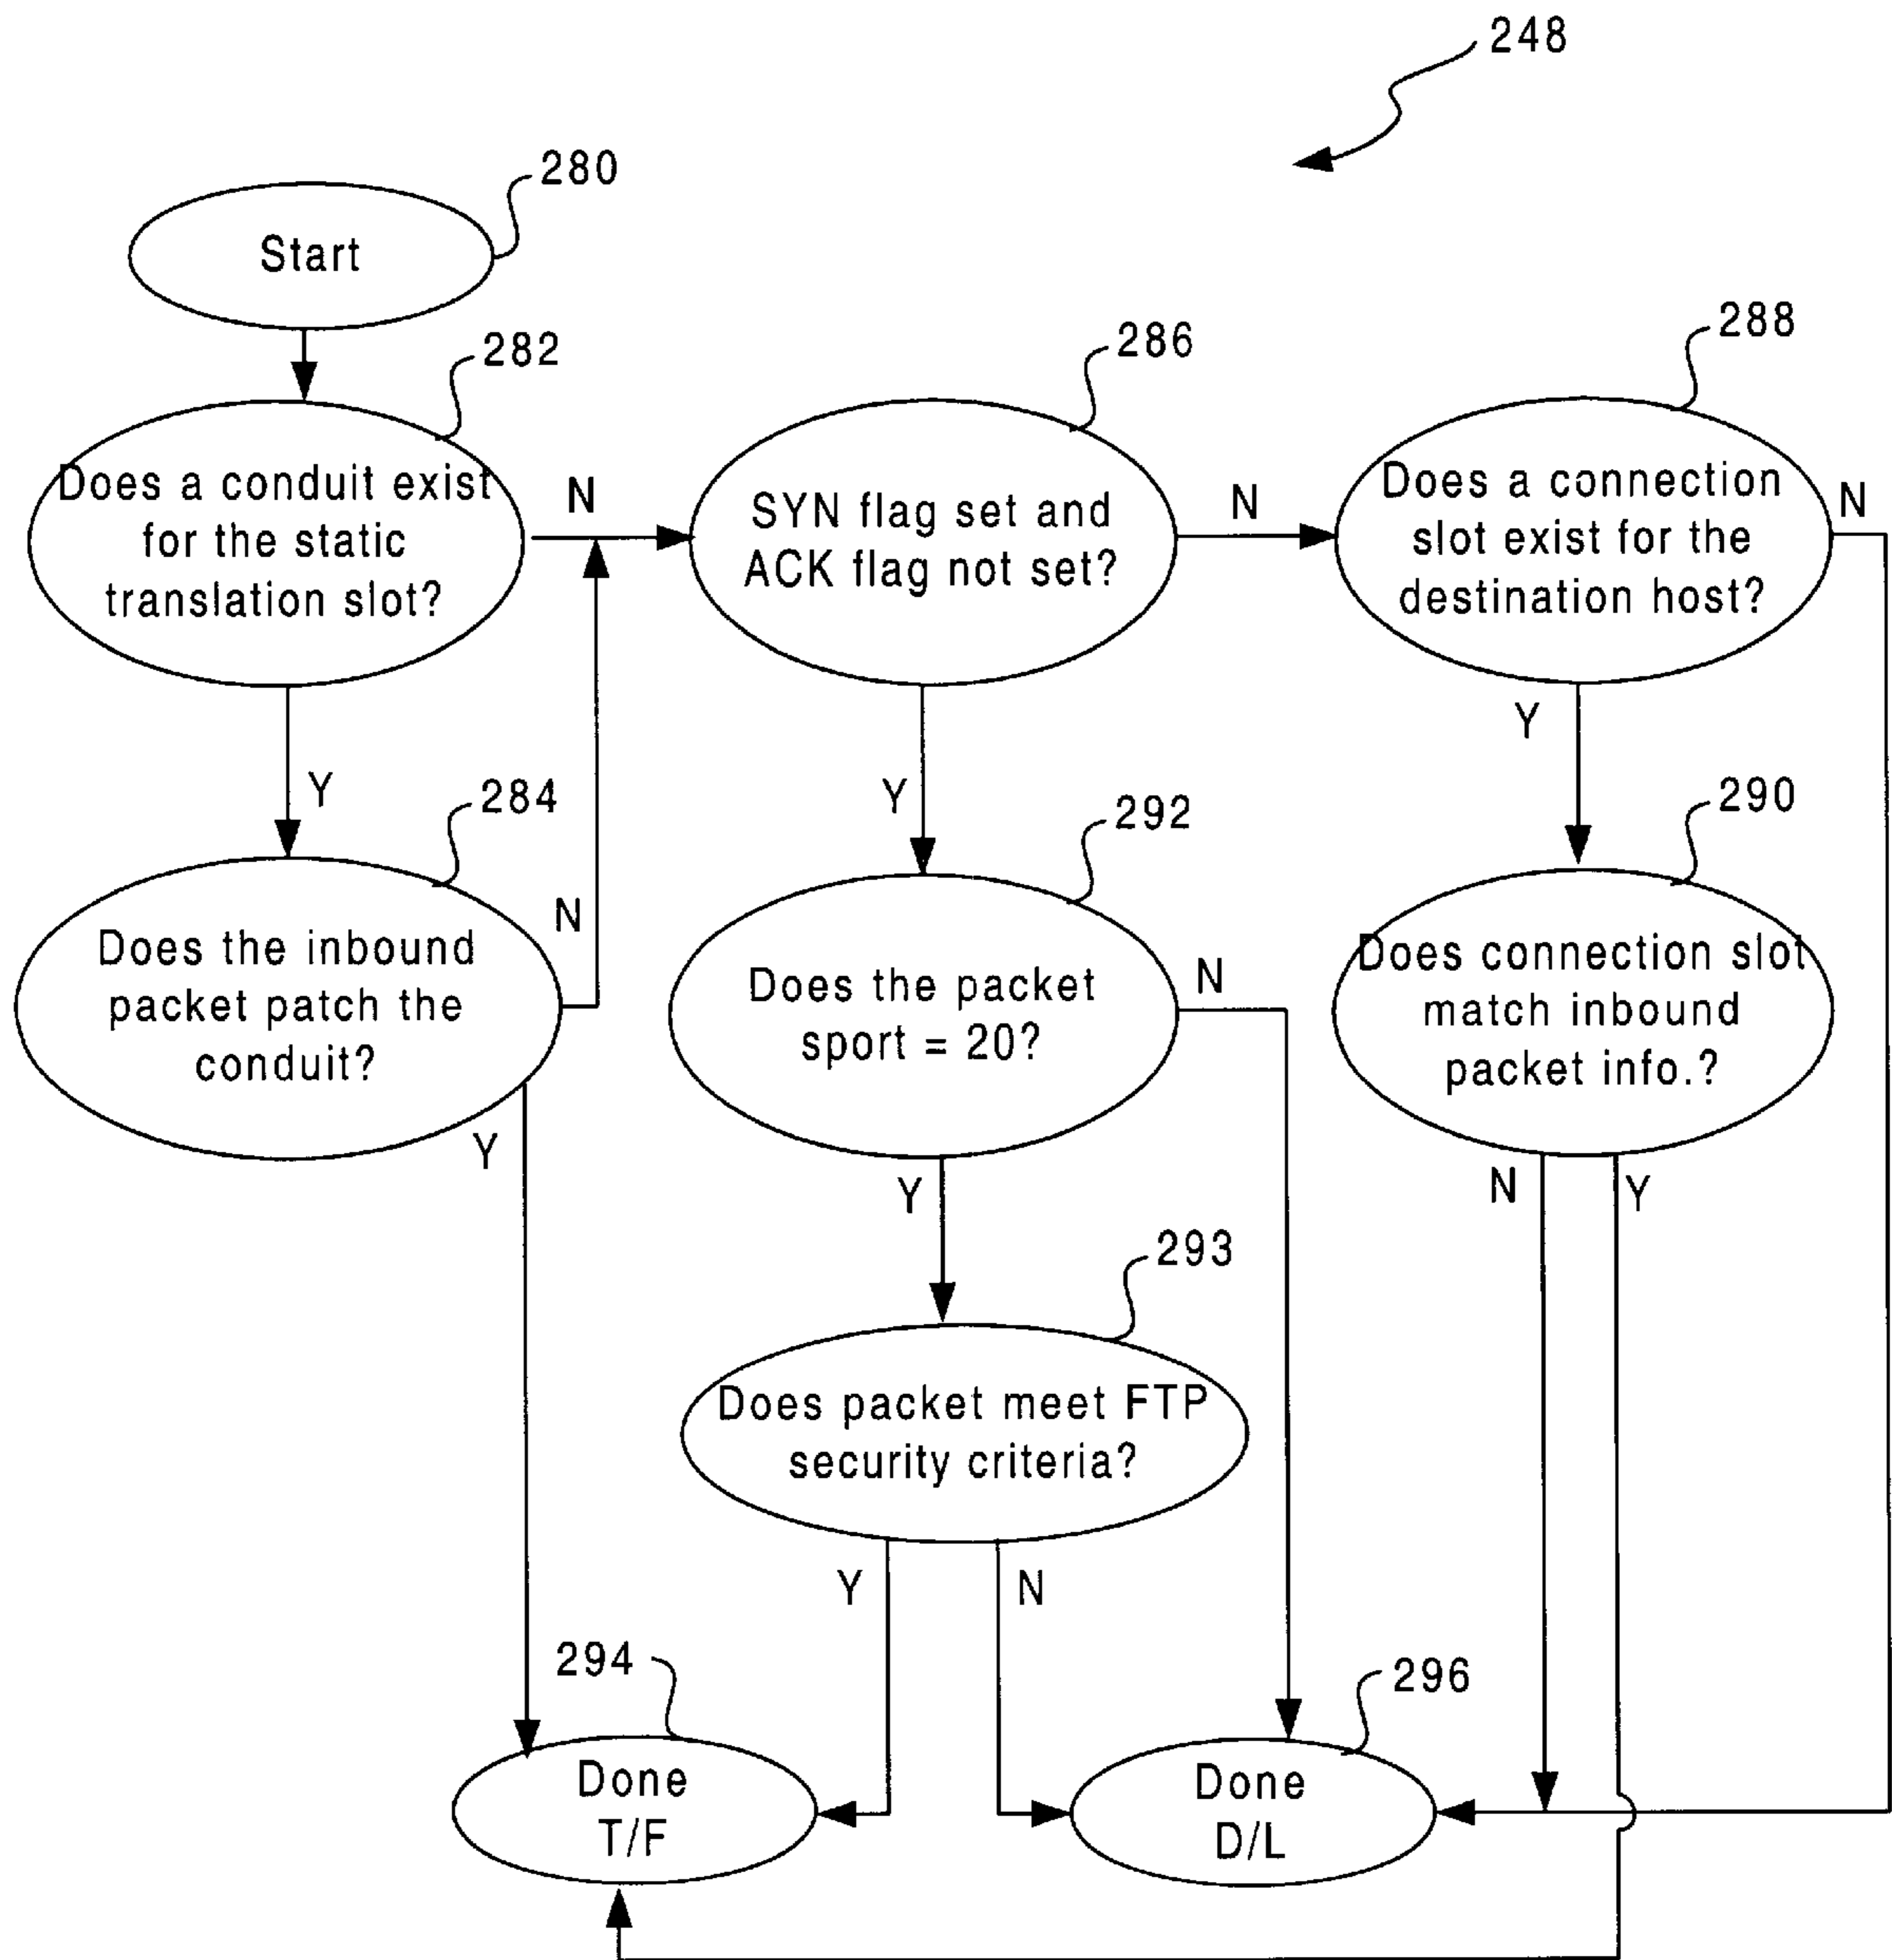 248
280
Start
282
Does a conduit exist
for the static
translation slot?
N
Y
286
SYN flag set and
ACK flag not set?
N
Y
288
Does a connection
slot exist for the
destination host?
N
Y
284
Does the inbound
packet patch the
conduit?
N
Y
292
Does the packet
sport = 20?
N
Y
290
Does connection slot
match inbound
packet info.?
N
Y
293
Does packet meet FTP
security criteria?
Y
N
294
Done
T/F
296
Done
D/L